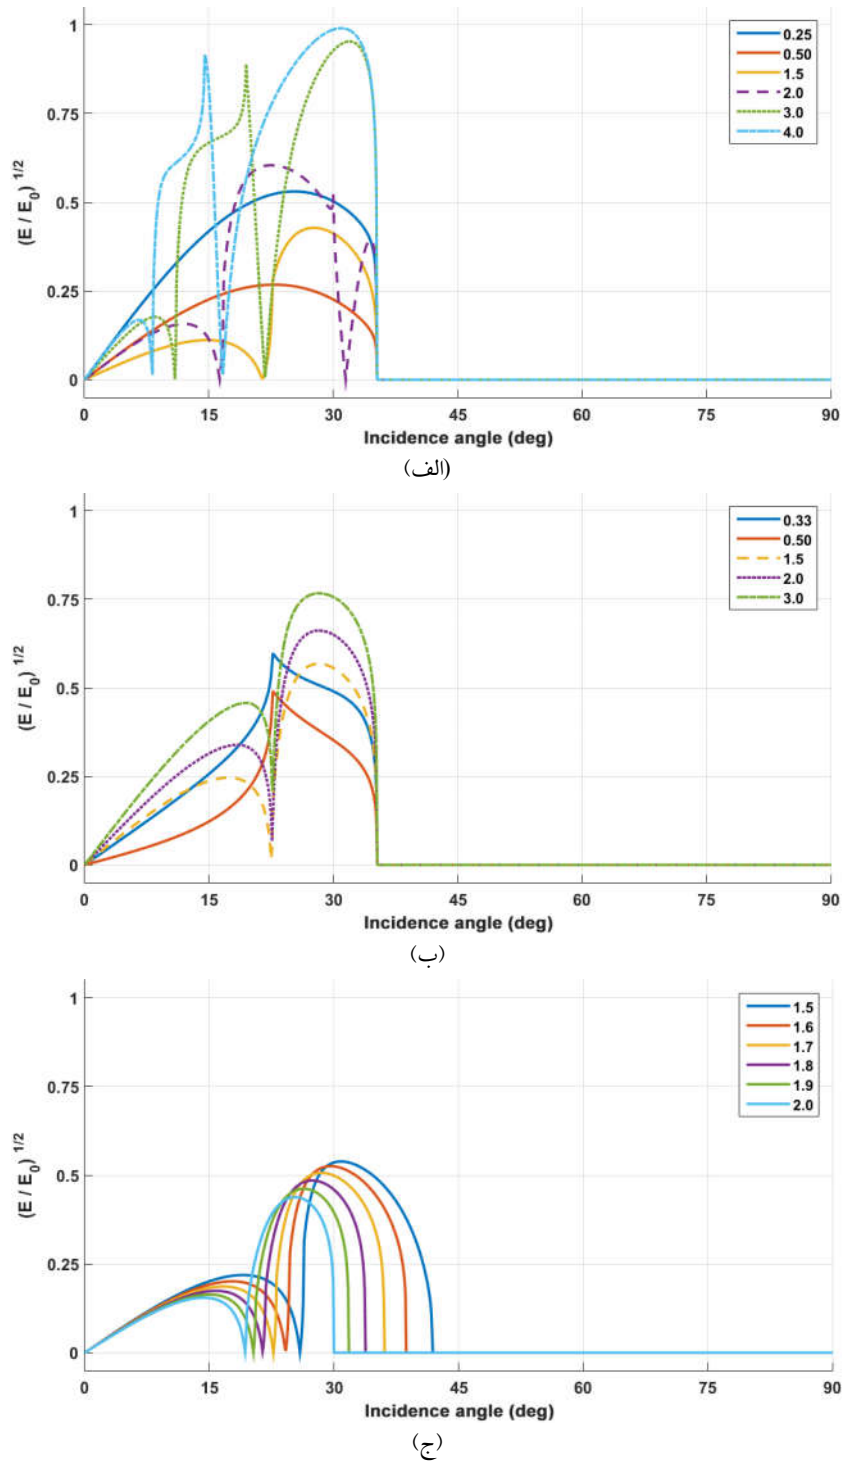 1
0.75
0.5
0.25
0
(E / E0) 1/2
0.25
0.50
1.5
2.0
3.0
4.0
0 15 30 45 60 75 90
Incidence angle (deg)
(الف)
1
0.75
0.5
0.25
0
(E / E0) 1/2
0.33
0.50
1.5
2.0
3.0
0 15 30 45 60 75 90
Incidence angle (deg)
(ب)
1
0.75
0.5
0.25
0
(E / E0) 1/2
1.5
1.6
1.7
1.8
1.9
2.0
0 15 30 45 60 75 90
Incidence angle (deg)
(ج)